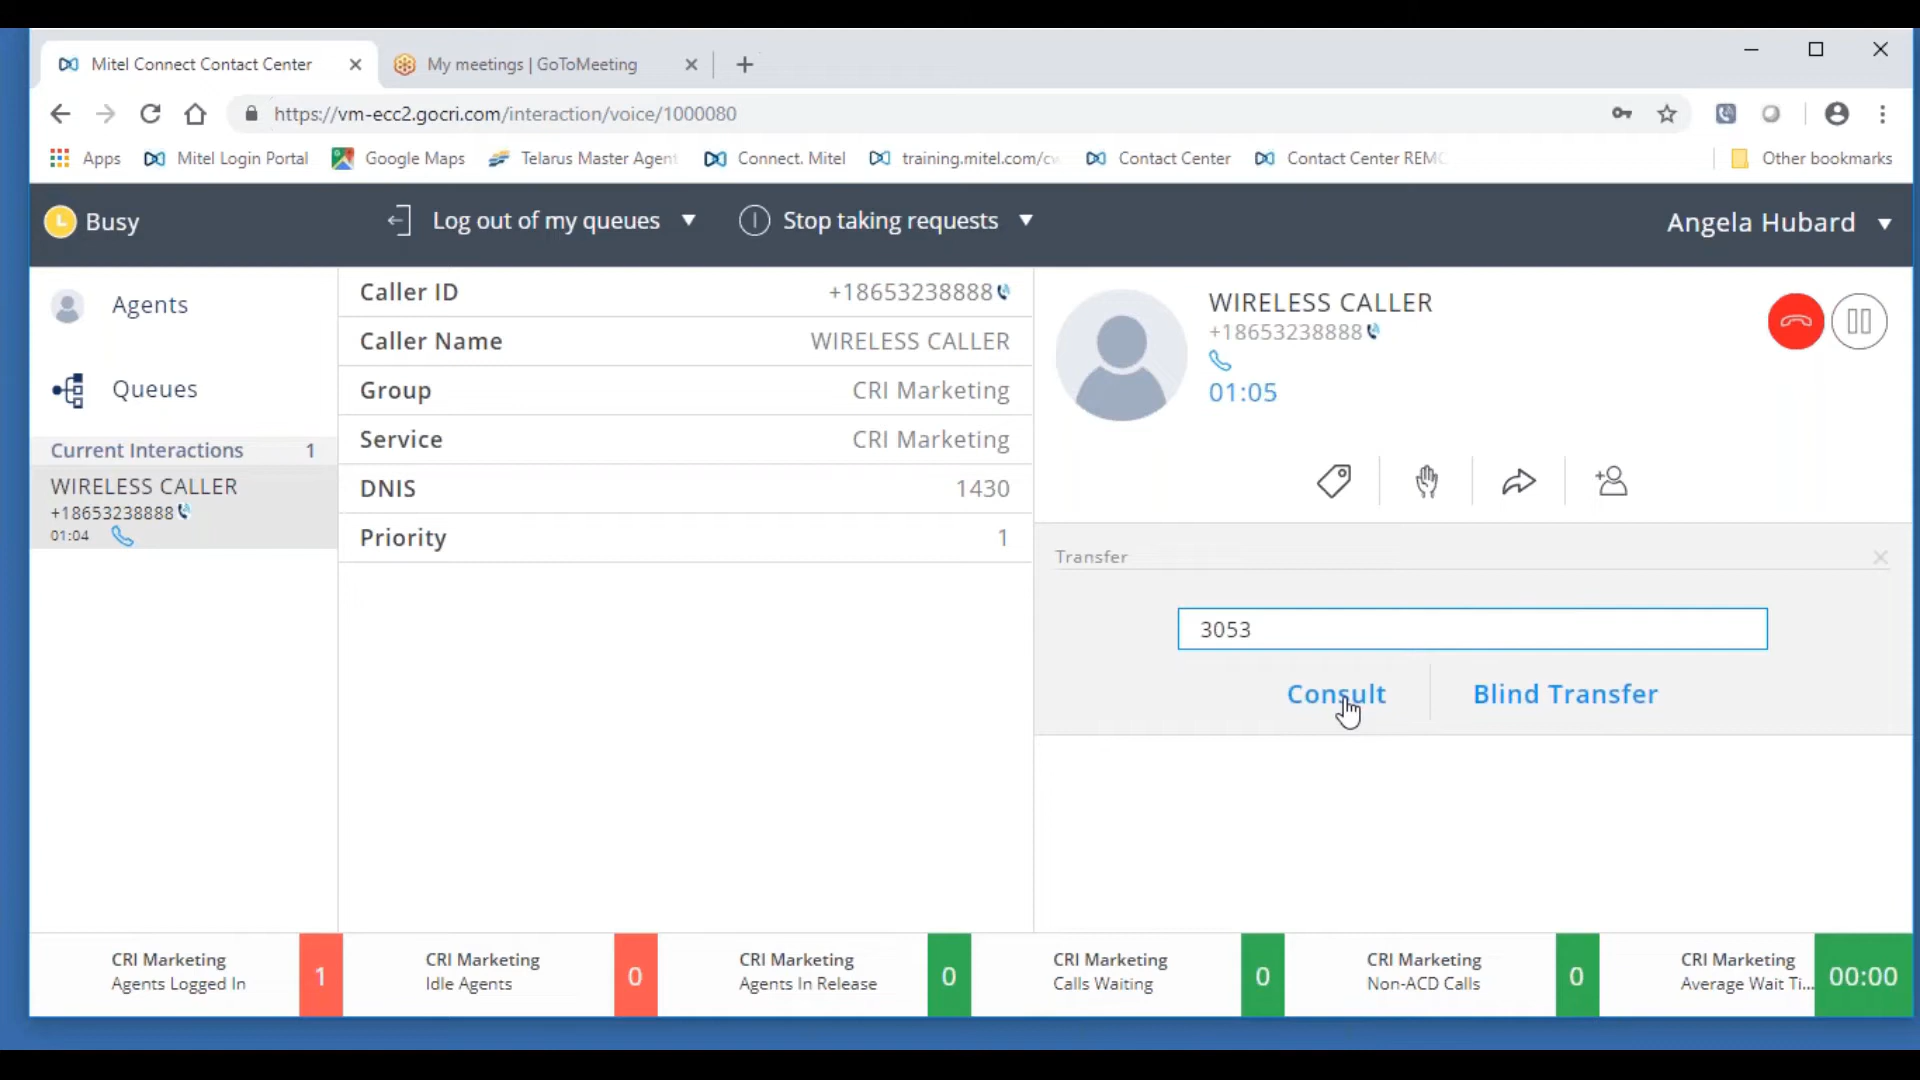 Mitel Connect Contact Center
My meetings | GoToMeeting
https://vm-ecc2.gocri.com/interaction/voice/1000080
Apps
Mitel Login Portal
Google Maps
Telarus Master Agent
Connect. Mitel
training.mitel.com/cv
Contact Center
Contact Center REMO
Other bookmarks
Busy
Log out of my queues
Stop taking requests
Angela Hubard
Agents
Queues
Current Interactions 1
WIRELESS CALLER
+18653238888
01:04
Caller ID +18653238888
Caller Name WIRELESS CALLER
Group CRI Marketing
Service CRI Marketing
DNIS 1430
Priority 1
WIRELESS CALLER
+18653238888
01:05
Transfer
3053
Consult
Blind Transfer
CRI Marketing
Agents Logged In
1
CRI Marketing
Idle Agents
0
CRI Marketing
Agents In Release
0
CRI Marketing
Calls Waiting
0
CRI Marketing
Non-ACD Calls
0
CRI Marketing
Average Wait Ti...
00:00